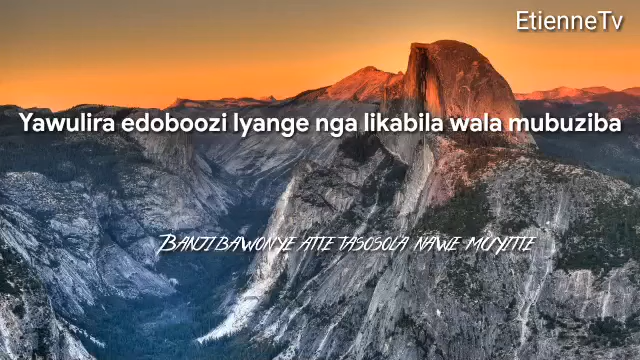 EtienneTv
Yawulira edoboozi lyange nga likabila wala mubuziba
Banji bawonye atte tasosola nawe muyitte